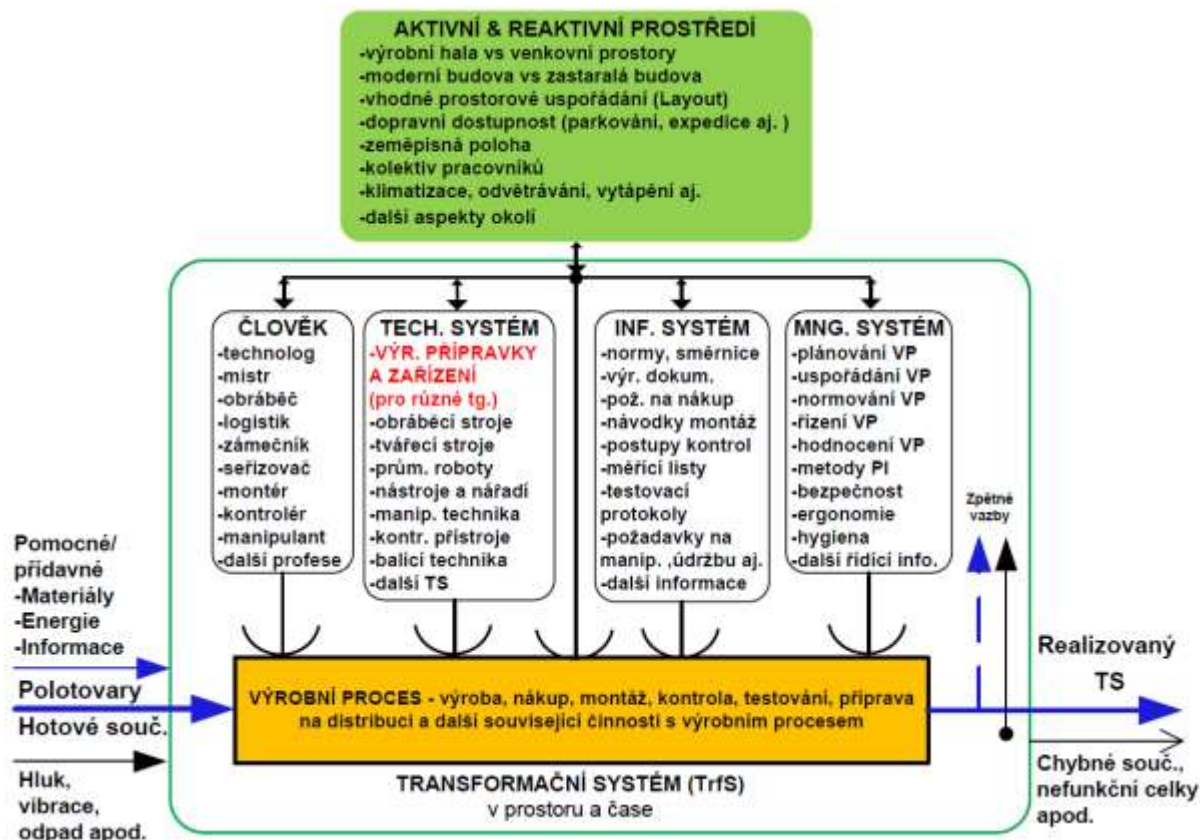 AKTIVNÍ & REAKTIVNÍ PROSTŘEDÍ
-výrobní hala vs venkovní prostory
-moderní budova vs zastaralá budova
-vhodné prostorové uspořádání (Layout)
-dopravní dostupnost (parkování, expedice aj. )
-zeměpisná poloha
-kolektiv pracovníků
-klimatizace, odvětrávání, vytápění aj.
-další aspekty okolí
ČLOVĚK
-technolog
-mistr
-obráběč
-logistik
-zámečník
-seřizovač
-montér
-kontrolér
-manipulant
-další profese
TECH. SYSTÉM
-VÝR. PŘÍPRAVKY
A ZAŘÍZENÍ
(pro různé tg.)
-obráběcí stroje
-tvářecí stroje
-prům. roboty
-nástroje a nářadí
-manip. technika
-kontr. přístroje
-balicí technika
-další TS
INF. SYSTÉM
-normy, směrnice
-výr. dokum.
-pož. na nákup
-návodky montáž
-postupy kontrol
-měřící listy
-testovací
protokoly
-požadavky na
manip. ,údržbu aj.
-další informace
MNG. SYSTÉM
-plánování VP
-uspořádání VP
-normování VP
-řízení VP
-hodnocení VP
-metody PI
-bezpečnost
-ergonomie
-hygiena
-další řídící info.
Zpětné
vazby
Pomocné/
přídavné
-Materiály
-Energie
-Informace
Polotovary
Hotové souč.
Hluk,
vibrace,
odpad apod.
VÝROBNÍ PROCES - výroba, nákup, montáž, kontrola, testování, příprava
na distribuci a další související činnosti s výrobním procesem
Realizovaný
TS
Chybné souč.,
nefunkční celky
apod.
TRANSFORMAČNÍ SYSTÉM (TrfS)
v prostoru a čase